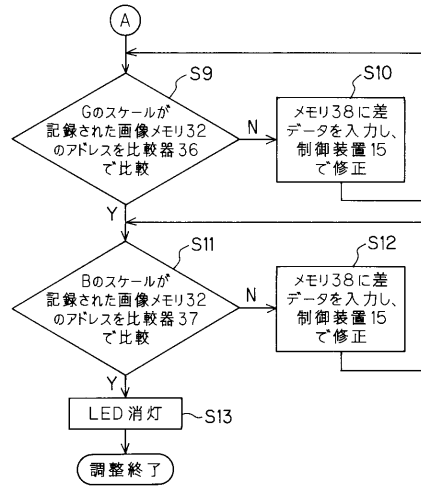 A
S9
Gのスケールが
記録された画像メモリ32
のアドレスを比較器36
で比較
N
S10
メモリ38に差
データを入力し、
制御装置15
で修正
Y
S11
Bのスケールが
記録された画像メモリ32
のアドレスを比較器37
で比較
N
S12
メモリ38に差
データを入力し、
制御装置15
で修正
Y
LED消灯
S13
調整終了